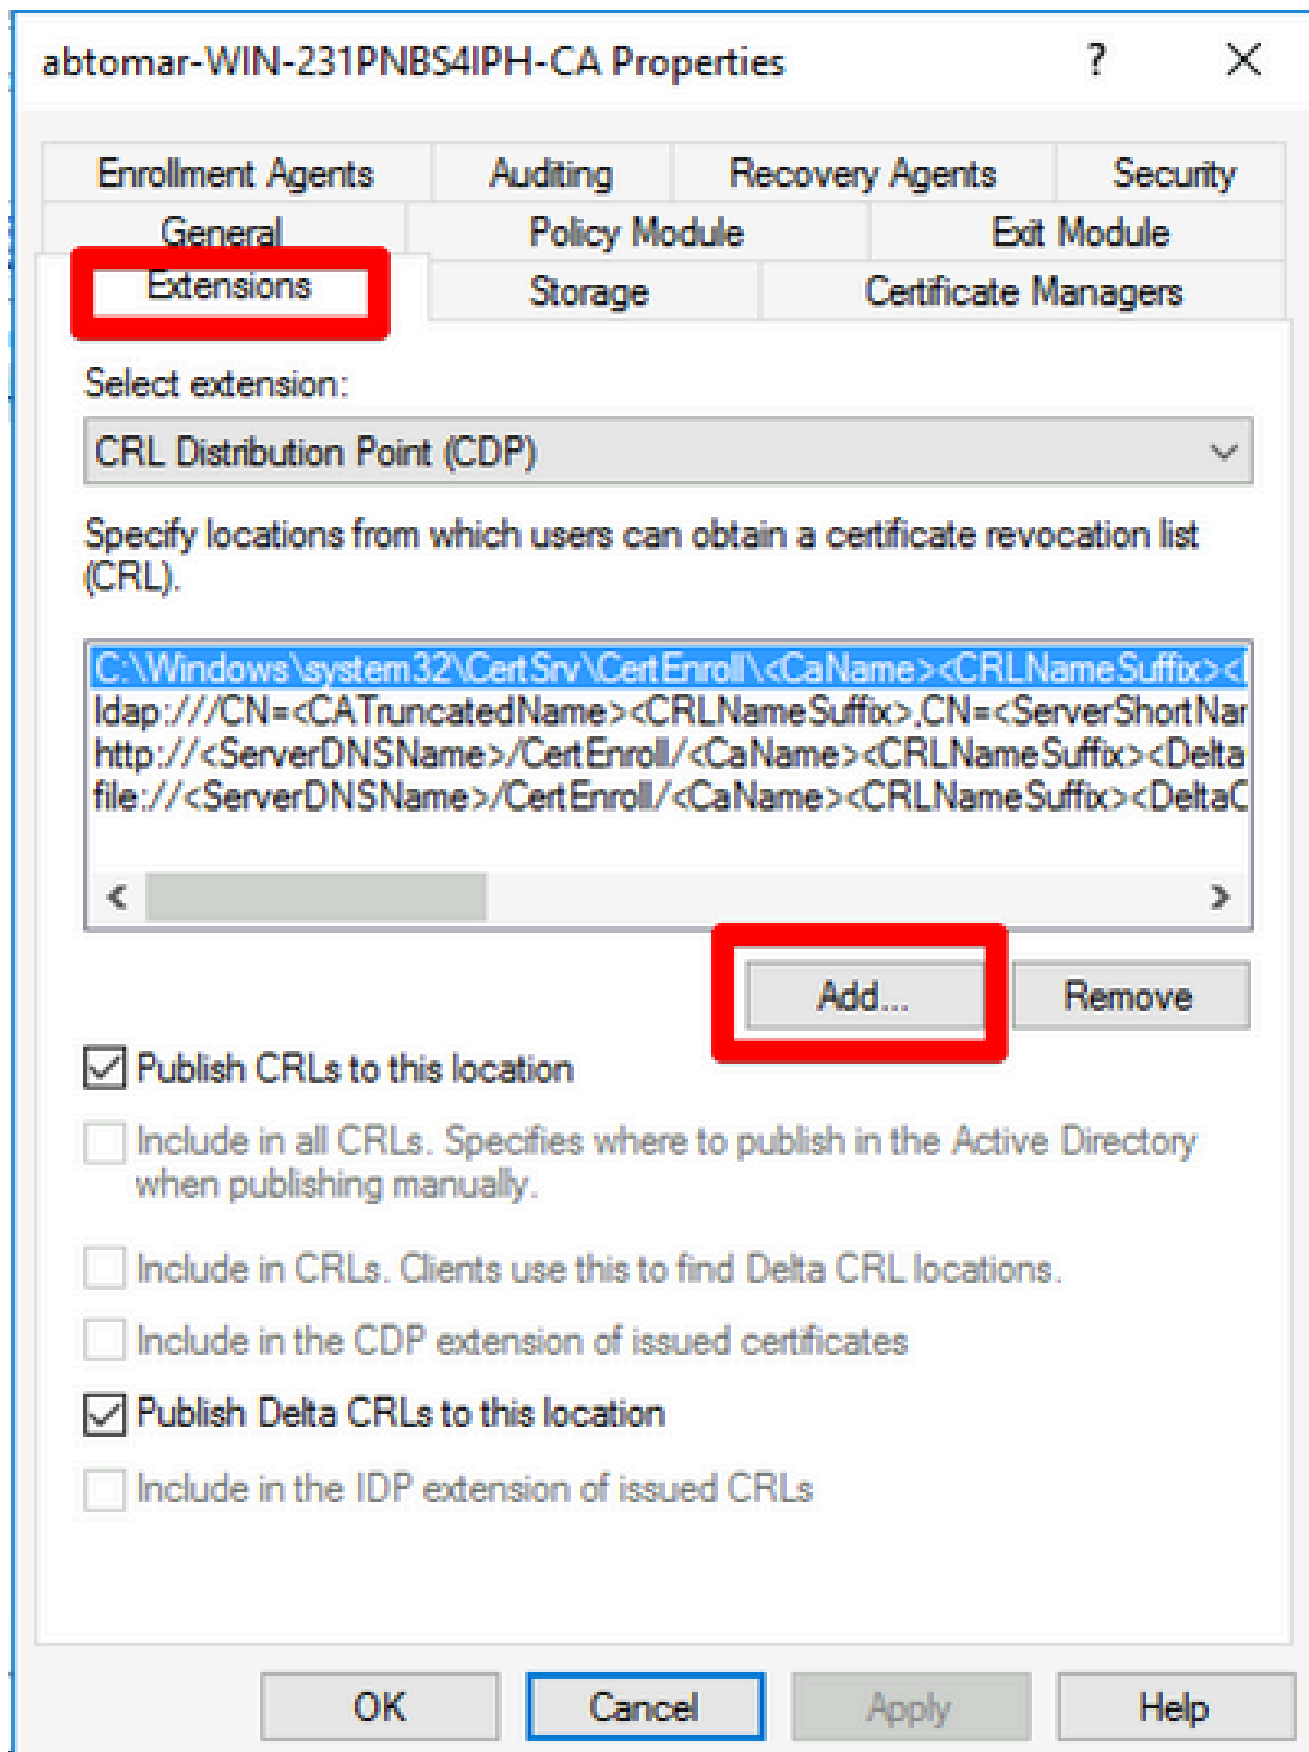 abtomar-WIN-231PNBS4IPH-CA Properties ?
Enrollment Agents Auditing Recovery Agents Security
General Policy Module Exit Module
Extensions Storage Certificate Managers
Select extension:
CRL Distribution Point (CDP)
Specify locations from which users can obtain a certificate revocation list
(CRL).
C:\Windows\system32\CertSrv\CertEnroll\<CaName><CRLNameSuffix><
ldap:///CN=<CATruncatedName><CRLNameSuffix>,CN=<ServerShortNar
http://<ServerDNSName>/CertEnroll/<CaName><CRLNameSuffix><Delta
file://<ServerDNSName>/CertEnroll/<CaName><CRLNameSuffix><DeltaC
Add... Remove
Publish CRLs to this location
Include in all CRLs. Specifies where to publish in the Active Directory
when publishing manually.
Include in CRLs. Clients use this to find Delta CRL locations.
Include in the CDP extension of issued certificates
Publish Delta CRLs to this location
Include in the IDP extension of issued CRLs
OK Cancel Apply Help